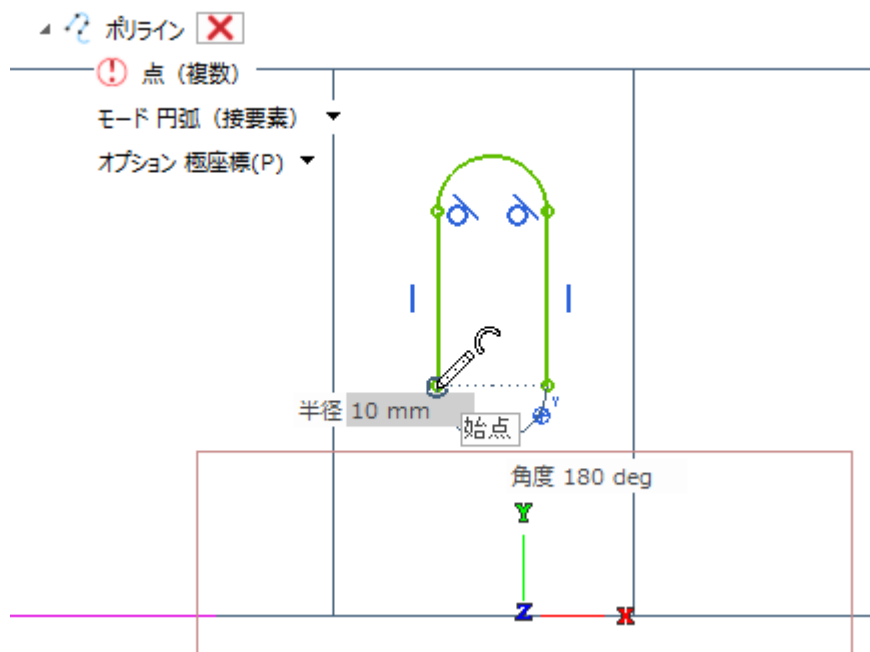 ポリライン
点（複数）
モード 円弧（接要素）
オプション 極座標(P)
半径 10 mm
始点
角度 180 deg
Y
Z X